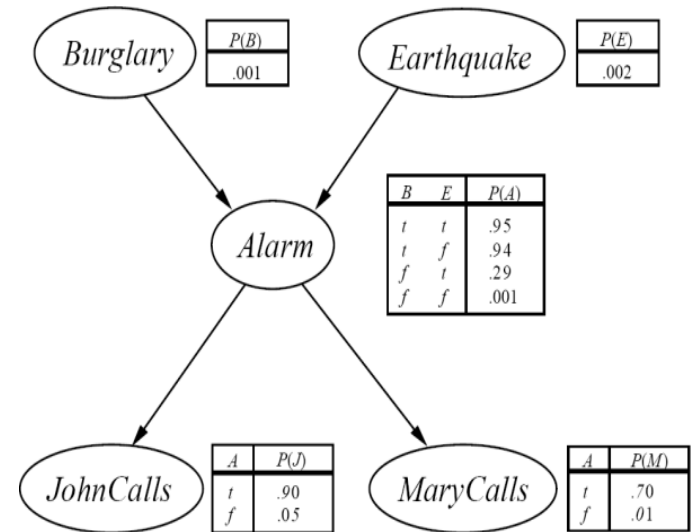 Burglary
P(B)
.001
Earthquake
P(E)
.002
Alarm
B E P(A)
t t .95
t f .94
f t .29
f f .001
JohnCalls
A P(J)
t .90
f .05
MaryCalls
A P(M)
t .70
f .01